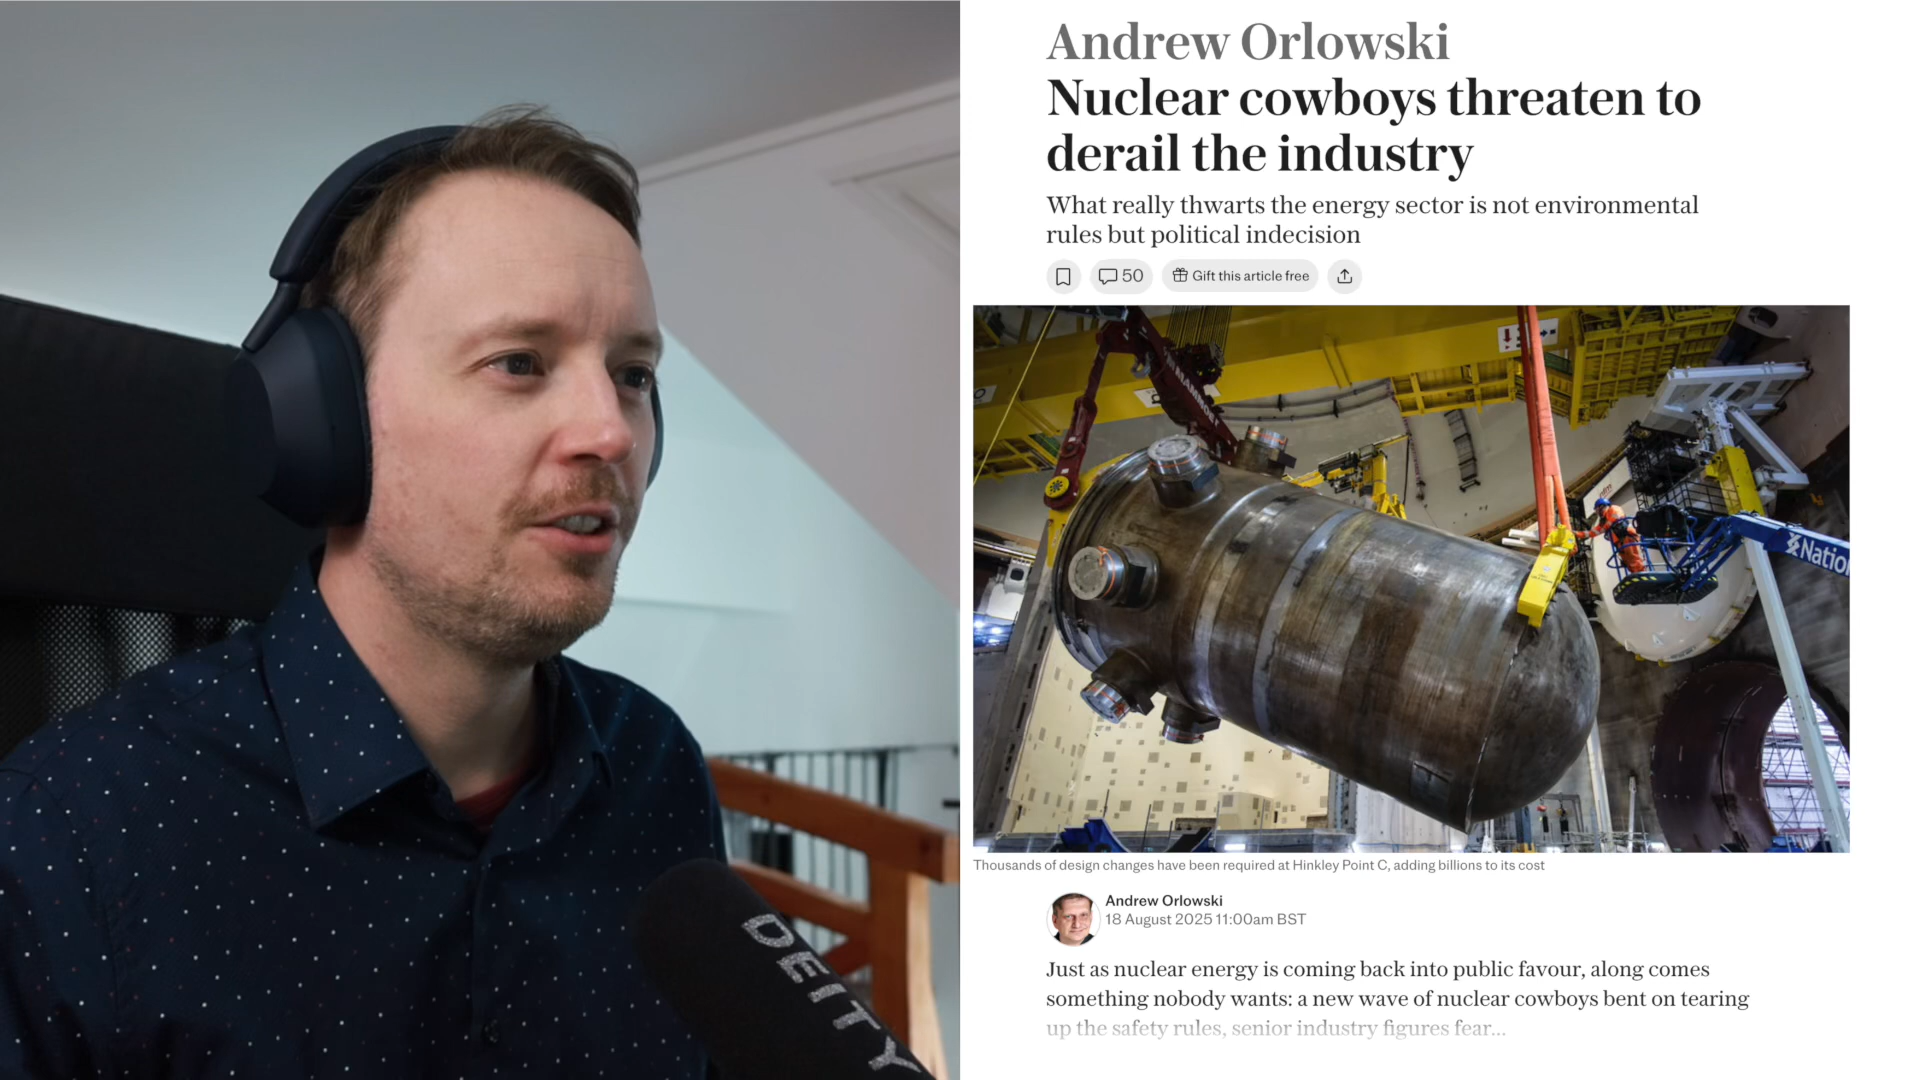 Andrew Orlowski
Nuclear cowboys threaten to
derail the industry
What really thwarts the energy sector is not environmental
rules but political indecision
50
Gift this article free
MAMMOET
Natio
Thousands of design changes have been required at Hinkley Point C, adding billions to its cost
Andrew Orlowski
18 August 2025 11:00am BST
Just as nuclear energy is coming back into public favour, along comes
something nobody wants: a new wave of nuclear cowboys bent on tearing
up the safety rules, senior industry figures fear...
DEITY